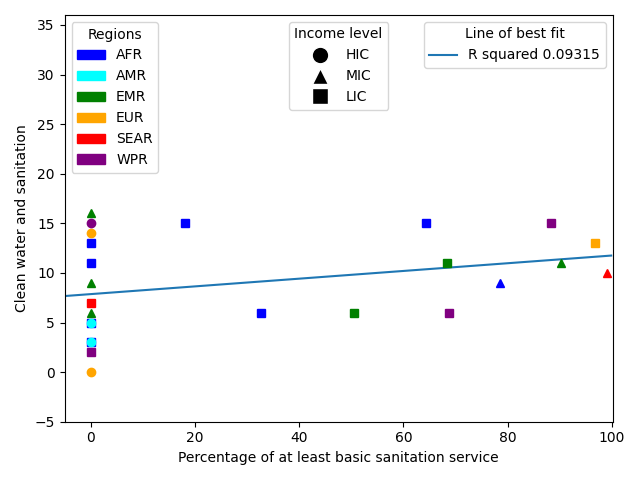 Regions
AFR
AMR
EMR
EUR
SEAR
WPR
Income level
HIC
MIC
LIC
Line of best fit
R squared 0.09315
Clean water and sanitation
35
30
25
20
15
10
5
0
−5
0 20 40 60 80 100
Percentage of at least basic sanitation service